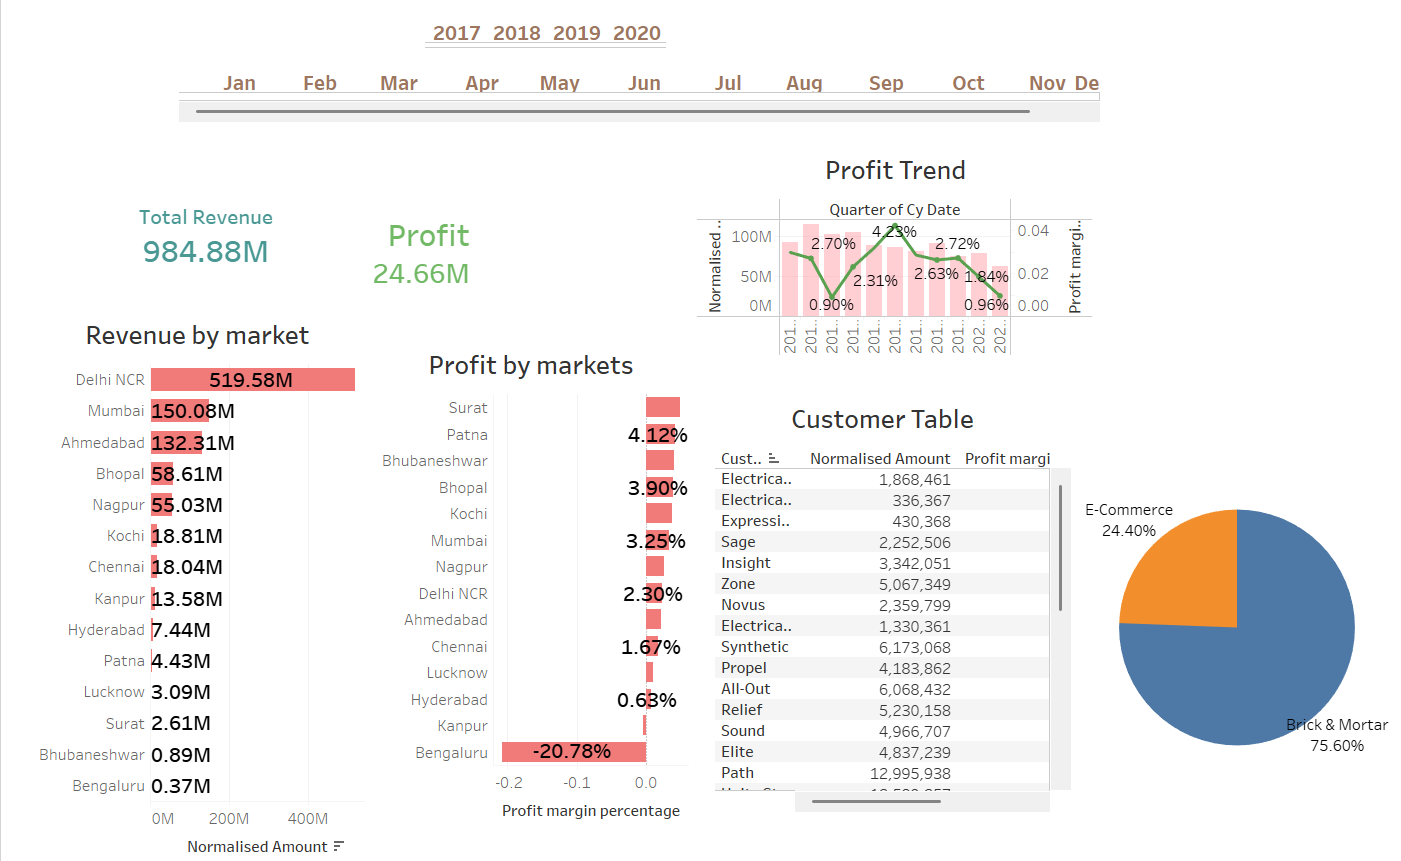 2017 2018 2019 2020
Jan Feb Mar Apr May Jun Jul Aug Sep Oct Nov De
Total Revenue
984.88M
Profit
24.66M
Profit Trend
Quarter of Cy Date
Normalised ..
100M
50M
0M
2.70%
0.90%
2.31%
4.23%
2.63%
2.72%
1.84%
0.96%
0.04
0.02
0.00
Profit margi..
201..
201..
201..
201..
201..
201..
201..
201..
201..
202..
202..
Revenue by market
Delhi NCR 519.58M
Mumbai 150.08M
Ahmedabad 132.31M
Bhopal 58.61M
Nagpur 55.03M
Kochi 18.81M
Chennai 18.04M
Kanpur 13.58M
Hyderabad 7.44M
Patna 4.43M
Lucknow 3.09M
Surat 2.61M
Bhubaneshwar 0.89M
Bengaluru 0.37M
0M 200M 400M
Normalised Amount
Profit by markets
Surat
Patna 4.12%
Bhubaneshwar
Bhopal 3.90%
Kochi
Mumbai 3.25%
Nagpur
Delhi NCR 2.30%
Ahmedabad
Chennai 1.67%
Lucknow
Hyderabad 0.63%
Kanpur
Bengaluru -20.78%
-0.2 -0.1 0.0
Profit margin percentage
Customer Table
Cust.. Normalised Amount Profit margi
Electrica.. 1,868,461
Electrica.. 336,367
Expressi.. 430,368
Sage 2,252,506
Insight 3,342,051
Zone 5,067,349
Novus 2,359,799
Electrica.. 1,330,361
Synthetic 6,173,068
Propel 4,183,862
All-Out 6,068,432
Relief 5,230,158
Sound 4,966,707
Elite 4,837,239
Path 12,995,938
E-Commerce
24.40%
Brick & Mortar
75.60%